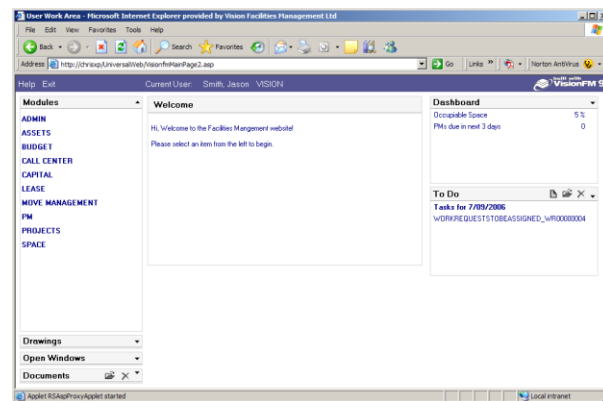 User Work Area - Microsoft Internet Explorer provided by Vision Facilities Management Ltd
File Edit View Favorites Tools Help
Back Search Favorites
Address http://chrisxp/UniversalWeb/VisionfmMainPage2.asp Go Links » Norton AntiVirus
Help Exit Current User: Smith, Jason VISION built with VisionFM 9
Modules
ADMIN
ASSETS
BUDGET
CALL CENTER
CAPITAL
LEASE
MOVE MANAGEMENT
PM
PROJECTS
SPACE
Drawings
Open Windows
Documents
Welcome
Hi, Welcome to the Facilities Mangement website!
Please select an item from the left to begin.
Dashboard
Occupiable Space 5 %
PMs due in next 3 days 0
To Do
Tasks for 7/09/2006
WORKREQUESTSTOBEASSIGNED_WR00000004
Applet RSAspProxyApplet started Local intranet